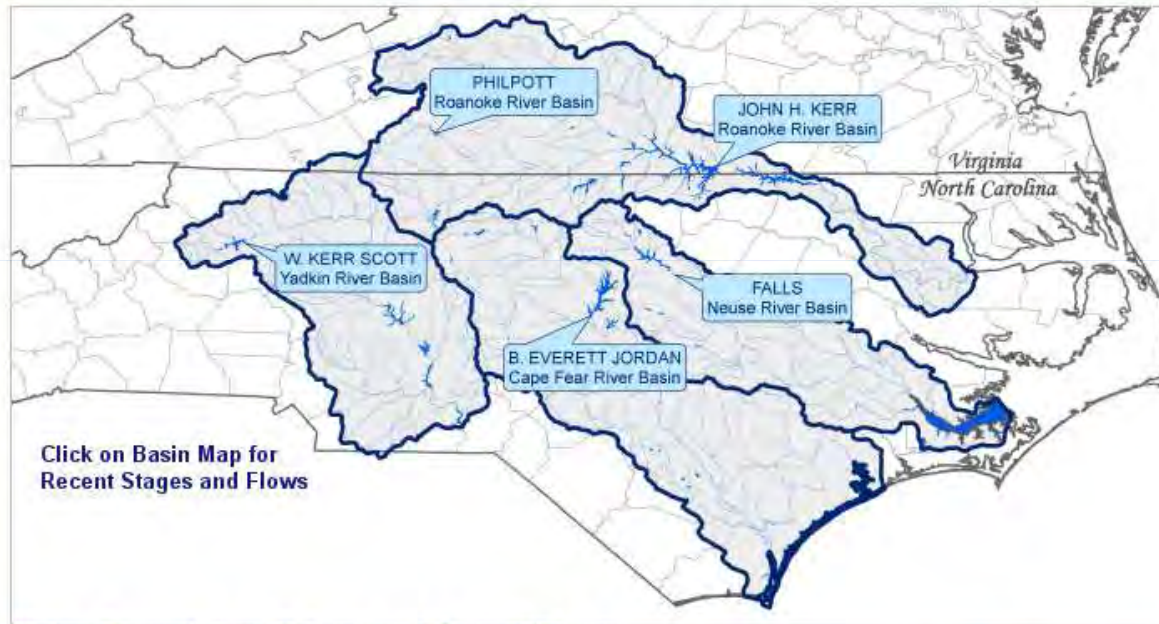 PHILPOTT
Roanoke River Basin
JOHN H. KERR
Roanoke River Basin
Virginia
North Carolina
W. KERR SCOTT
Yadkin River Basin
FALLS
Neuse River Basin
B. EVERETT JORDAN
Cape Fear River Basin
Click on Basin Map for
Recent Stages and Flows